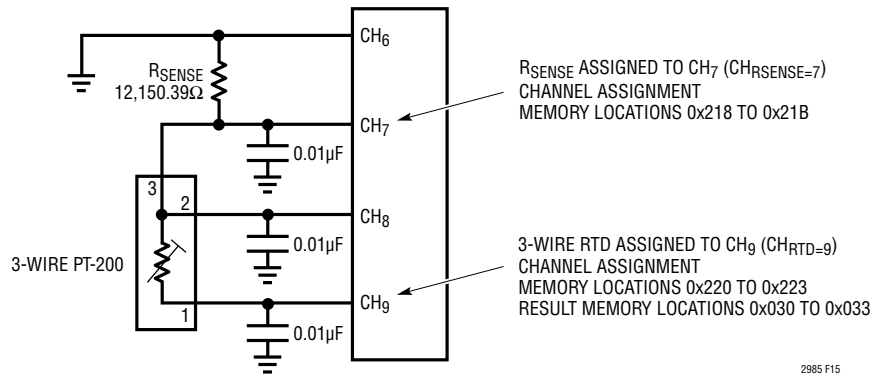 CH6
RSENSE
12,150.39Ω
CH7
0.01µF
3
2
CH8
3-WIRE PT-200
0.01µF
1
CH9
0.01µF
RSENSE ASSIGNED TO CH7 (CHRSENSE=7)
CHANNEL ASSIGNMENT
MEMORY LOCATIONS 0x218 TO 0x21B
3-WIRE RTD ASSIGNED TO CH9 (CHRTD=9)
CHANNEL ASSIGNMENT
MEMORY LOCATIONS 0x220 TO 0x223
RESULT MEMORY LOCATIONS 0x030 TO 0x033
2985 F15